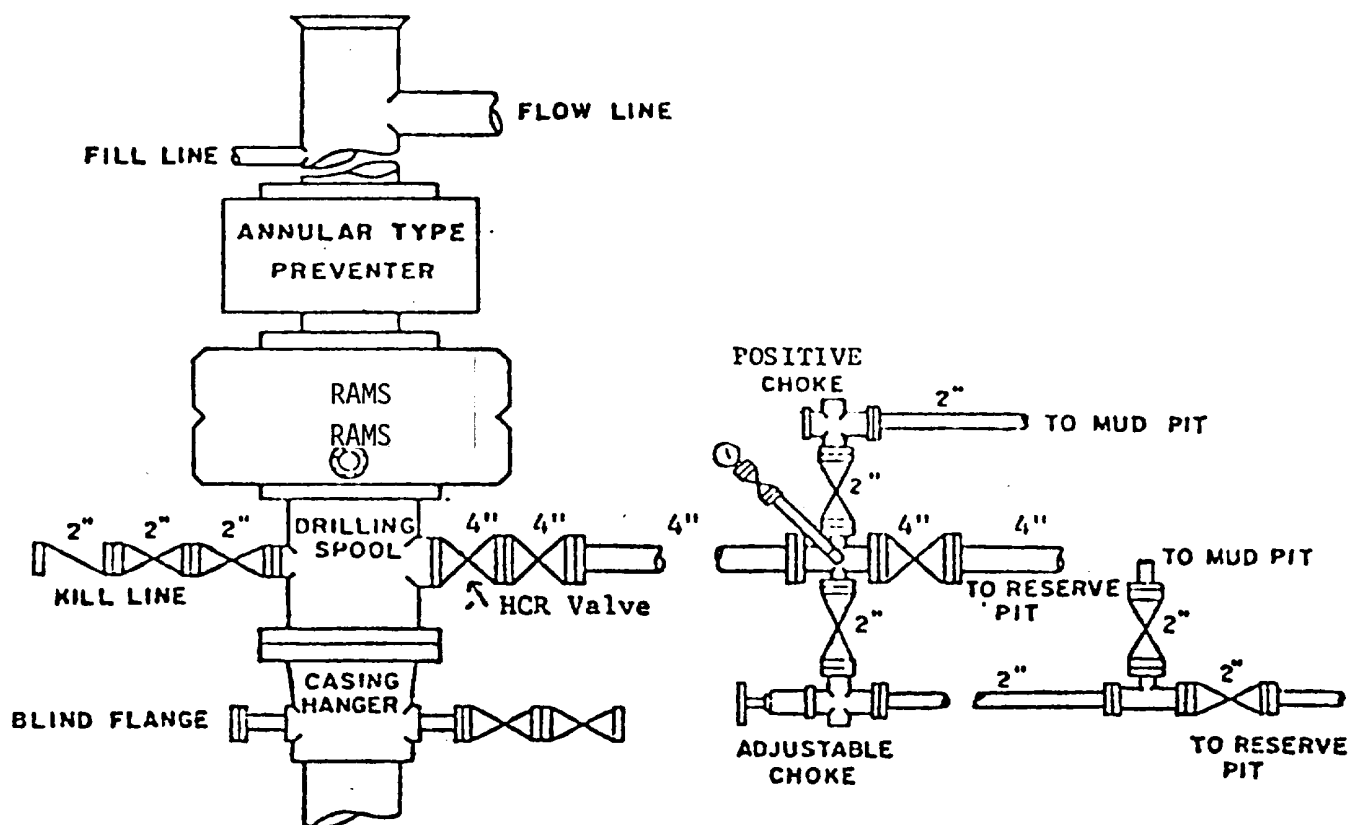 FLOW LINE
FILL LINE
ANNULAR TYPE
PREVENTER
RAMS
RAMS
POSITIVE
CHOKE
2"
TO MUD PIT
2"
2" 2" 2"
DRILLING
SPOOL
4" 4" 4"
4" 4"
KILL LINE
HCR Valve
TO RESERVE
PIT
TO MUD PIT
2"
2"
CASING
HANGER
BLIND FLANGE
2"
2"
ADJUSTABLE
CHOKE
TO RESERVE
PIT